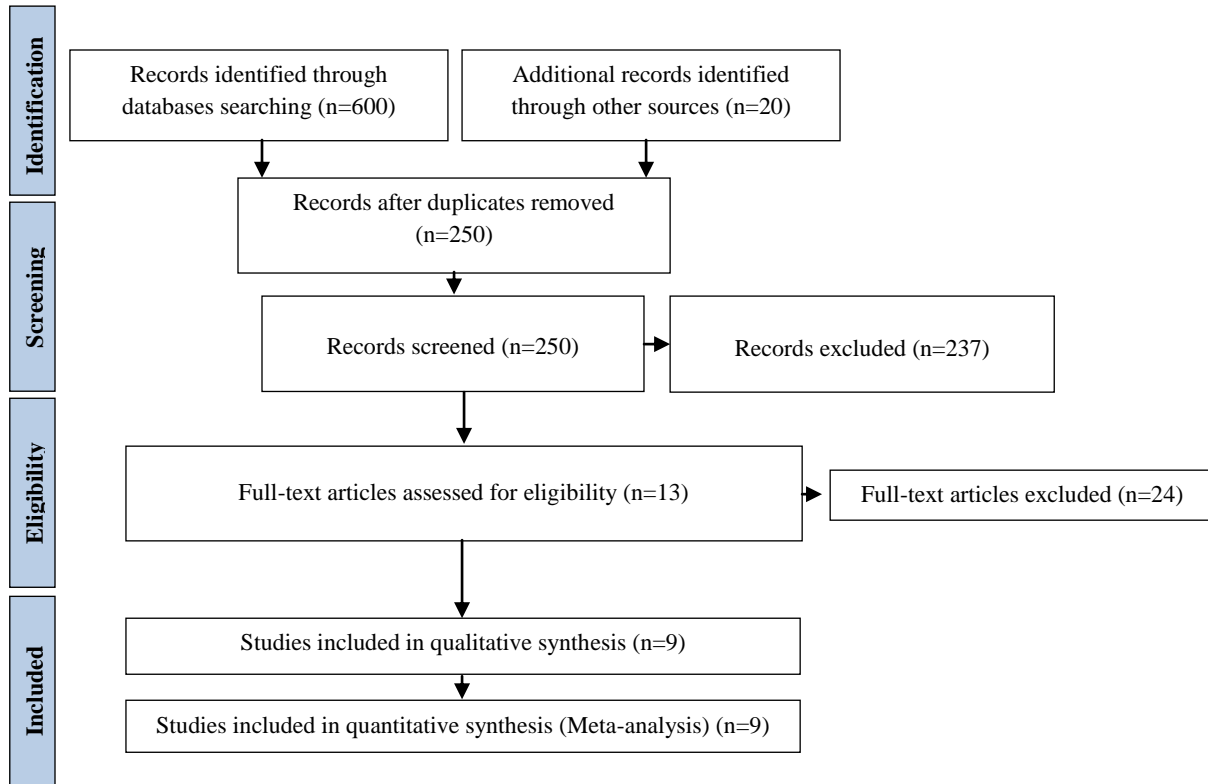 Identification
Records identified through
databases searching (n=600)
Additional records identified
through other sources (n=20)
Records after duplicates removed
(n=250)
Screening
Records screened (n=250)
Records excluded (n=237)
Eligibility
Full-text articles assessed for eligibility (n=13)
Full-text articles excluded (n=24)
Included
Studies included in qualitative synthesis (n=9)
Studies included in quantitative synthesis (Meta-analysis) (n=9)